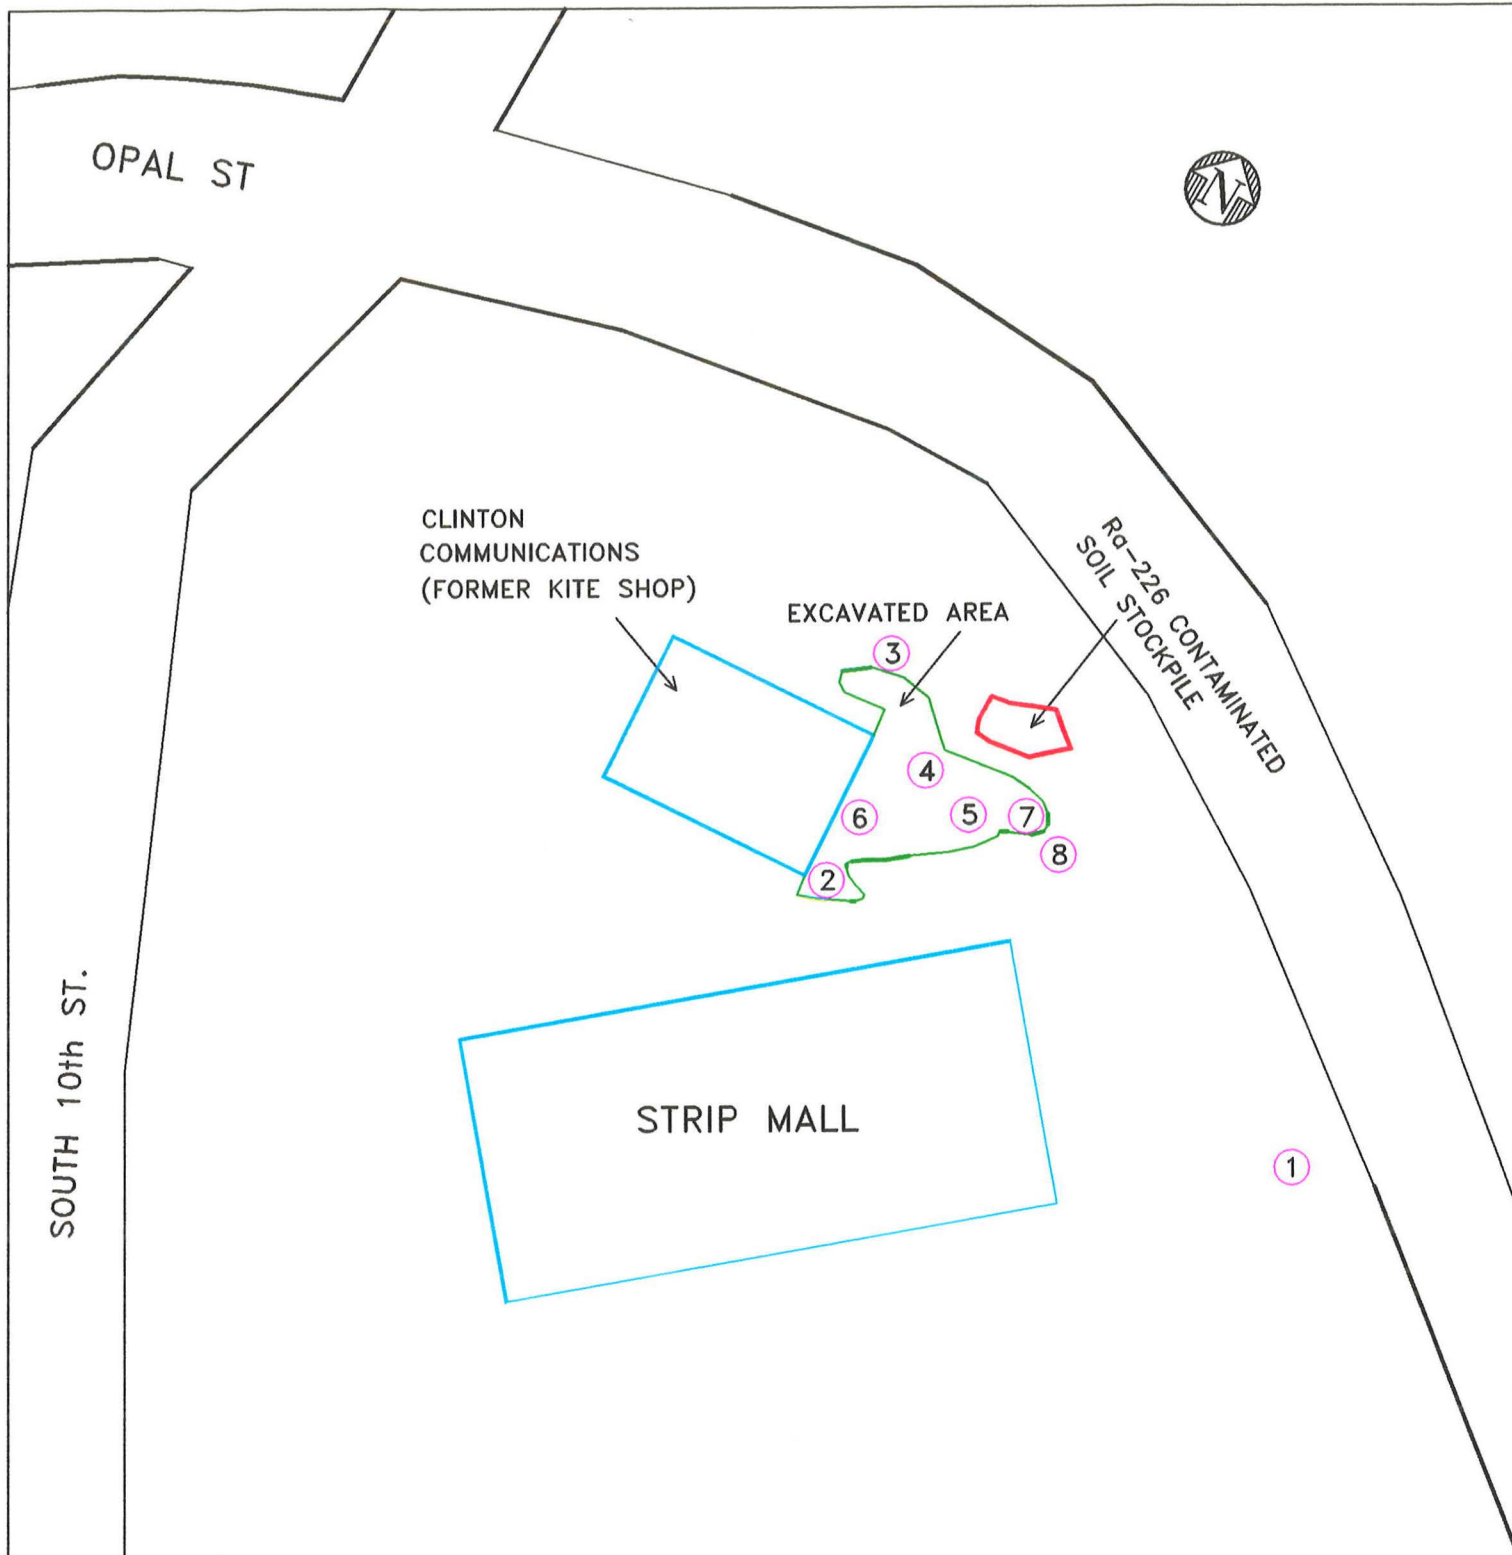 OPAL ST
N
CLINTON
COMMUNICATIONS
(FORMER KITE SHOP)
EXCAVATED AREA
Ra-226 CONTAMINATED
SOIL STOCKPILE
3
4
6
5
7
8
2
STRIP MALL
SOUTH 10th ST.
1